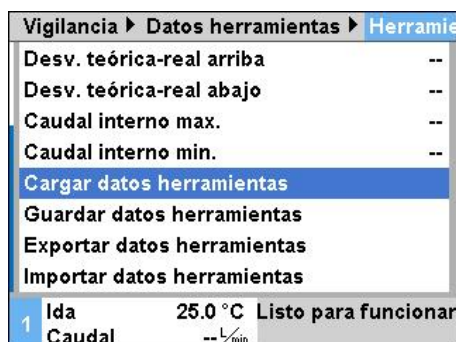 Vigilancia Datos herramientas
Desv. teórica-real arriba --
Desv. teórica-real abajo --
Caudal interno max. --
Caudal interno min. --
Cargar datos herramientas
Guardar datos herramientas
Exportar datos herramientas
Importar datos herramientas
1 Ida 25.0 °C Listo para funcionar
Caudal -- L/min